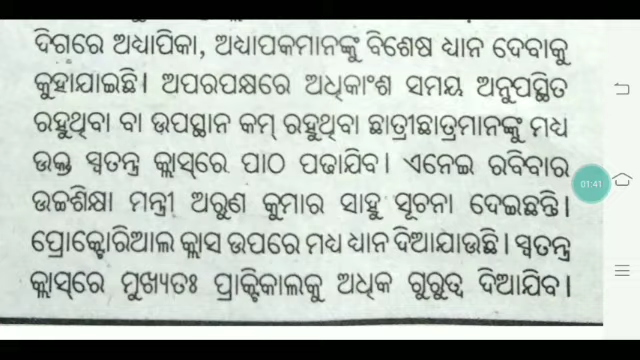 ଦିଗରେ ଅଧ୍ୟାପିକା, ଅଧ୍ୟାପକମାନଙ୍କୁ ବିଶେଷ ଧ୍ୟାନ ଦେବାକୁ
କୁହାଯାଇଛି। ଅପରପକ୍ଷରେ ଅଧିକାଂଶ ସମୟ ଅନୁପସ୍ଥିତ
ରହୁଥିବା ବା ଉପସ୍ଥାନ କମ୍ ରହୁଥିବା ଛାତ୍ରୀଛାତ୍ରମାନଙ୍କୁ ମଧ୍ୟ
ଉକ୍ତ ସ୍ୱତନ୍ତ୍ର କ୍ଲାସ୍‌ରେ ପାଠ ପଢାଯିବ। ଏନେଇ ରବିବାର
ଉଚ୍ଚଶିକ୍ଷା ମନ୍ତ୍ରୀ ଅରୁଣ କୁମାର ସାହୁ ସୂଚନା ଦେଇଛନ୍ତି।
ପ୍ରୋକ୍ଟୋରିଆଲ କ୍ଲାସ ଉପରେ ମଧ୍ୟ ଧ୍ୟାନ ଦିଆଯାଉଛି। ସ୍ୱତନ୍ତ୍ର
କ୍ଲାସ୍‌ରେ ମୁଖ୍ୟତଃ ପ୍ରାକ୍ଟିକାଲକୁ ଅଧିକ ଗୁରୁତ୍ୱ ଦିଆଯିବ।
01:41